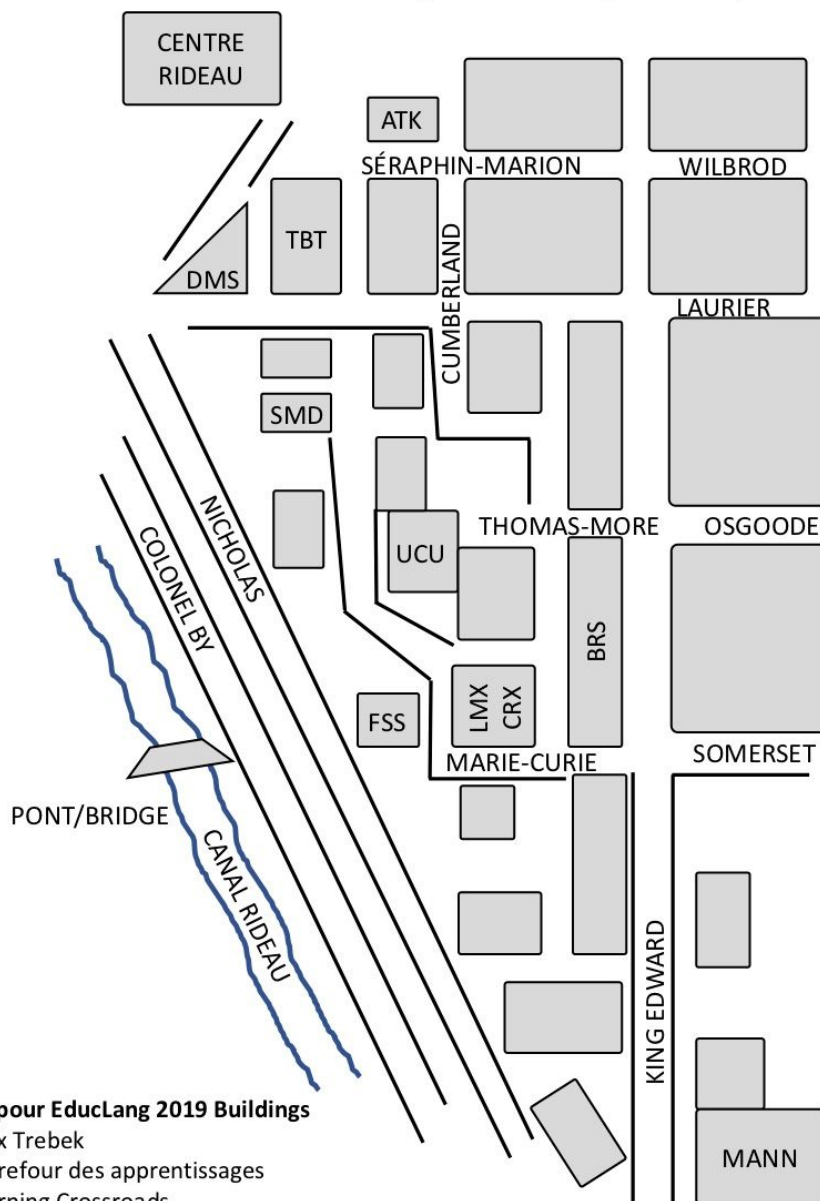 CENTRE
RIDEAU
ATK
SÉRAPHIN-MARION
WILBROD
TBT
DMS
CUMBERLAND
LAURIER
SMD
NICHOLAS
THOMAS-MORE
OSGOODE
COLONEL BY
UCU
BRS
LMX
CRX
FSS
MARIE-CURIE
SOMERSET
PONT/BRIDGE
CANAL RIDEAU
KING EDWARD
pour EducLang 2019 Buildings
x Trebek
refour des apprentissages
rning Crossroads
MANN